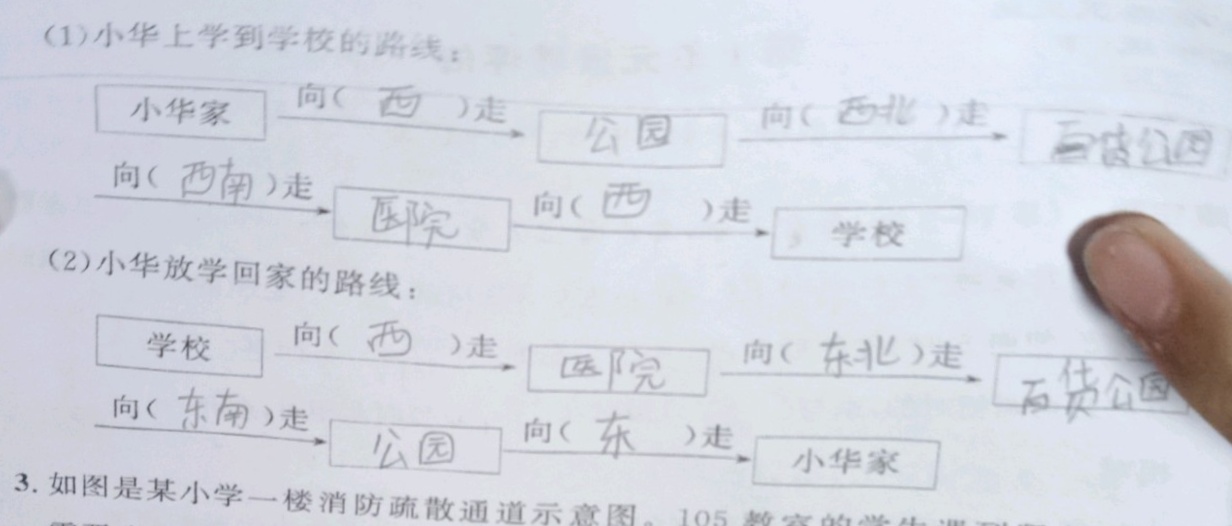 (1)小华上学到学校的路线：
小华家 向( 西 )走 公园 向( 西北 )走 百货公园
向( 西南 )走 医院 向( 西 )走 学校
(2)小华放学回家的路线：
学校 向( 西 )走 医院 向( 东北 )走 百货公园
向( 东南 )走 公园 向( 东 )走 小华家
3. 如图是某小学一楼消防疏散通道示意图。105 教室的学生遇到